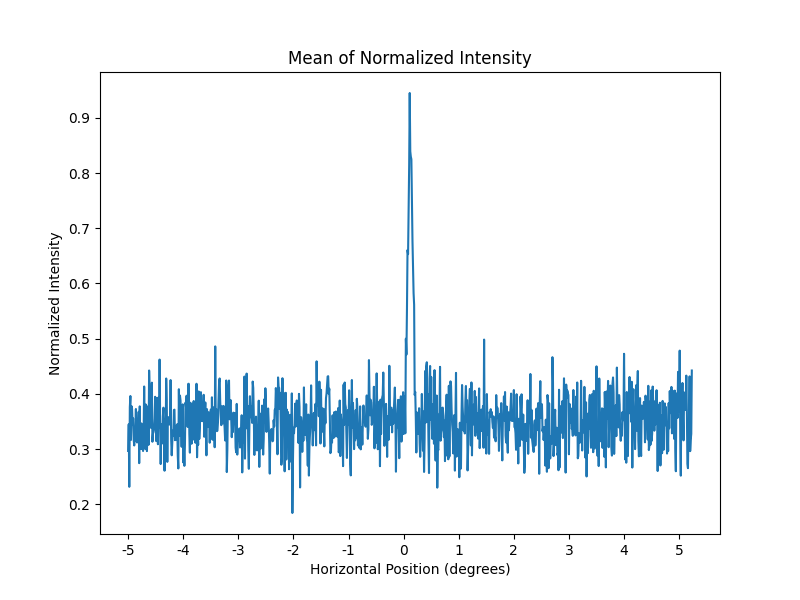 Mean of Normalized Intensity
Normalized Intensity
0.9
0.8
0.7
0.6
0.5
0.4
0.3
0.2
-5 -4 -3 -2 -1 0 1 2 3 4 5
Horizontal Position (degrees)